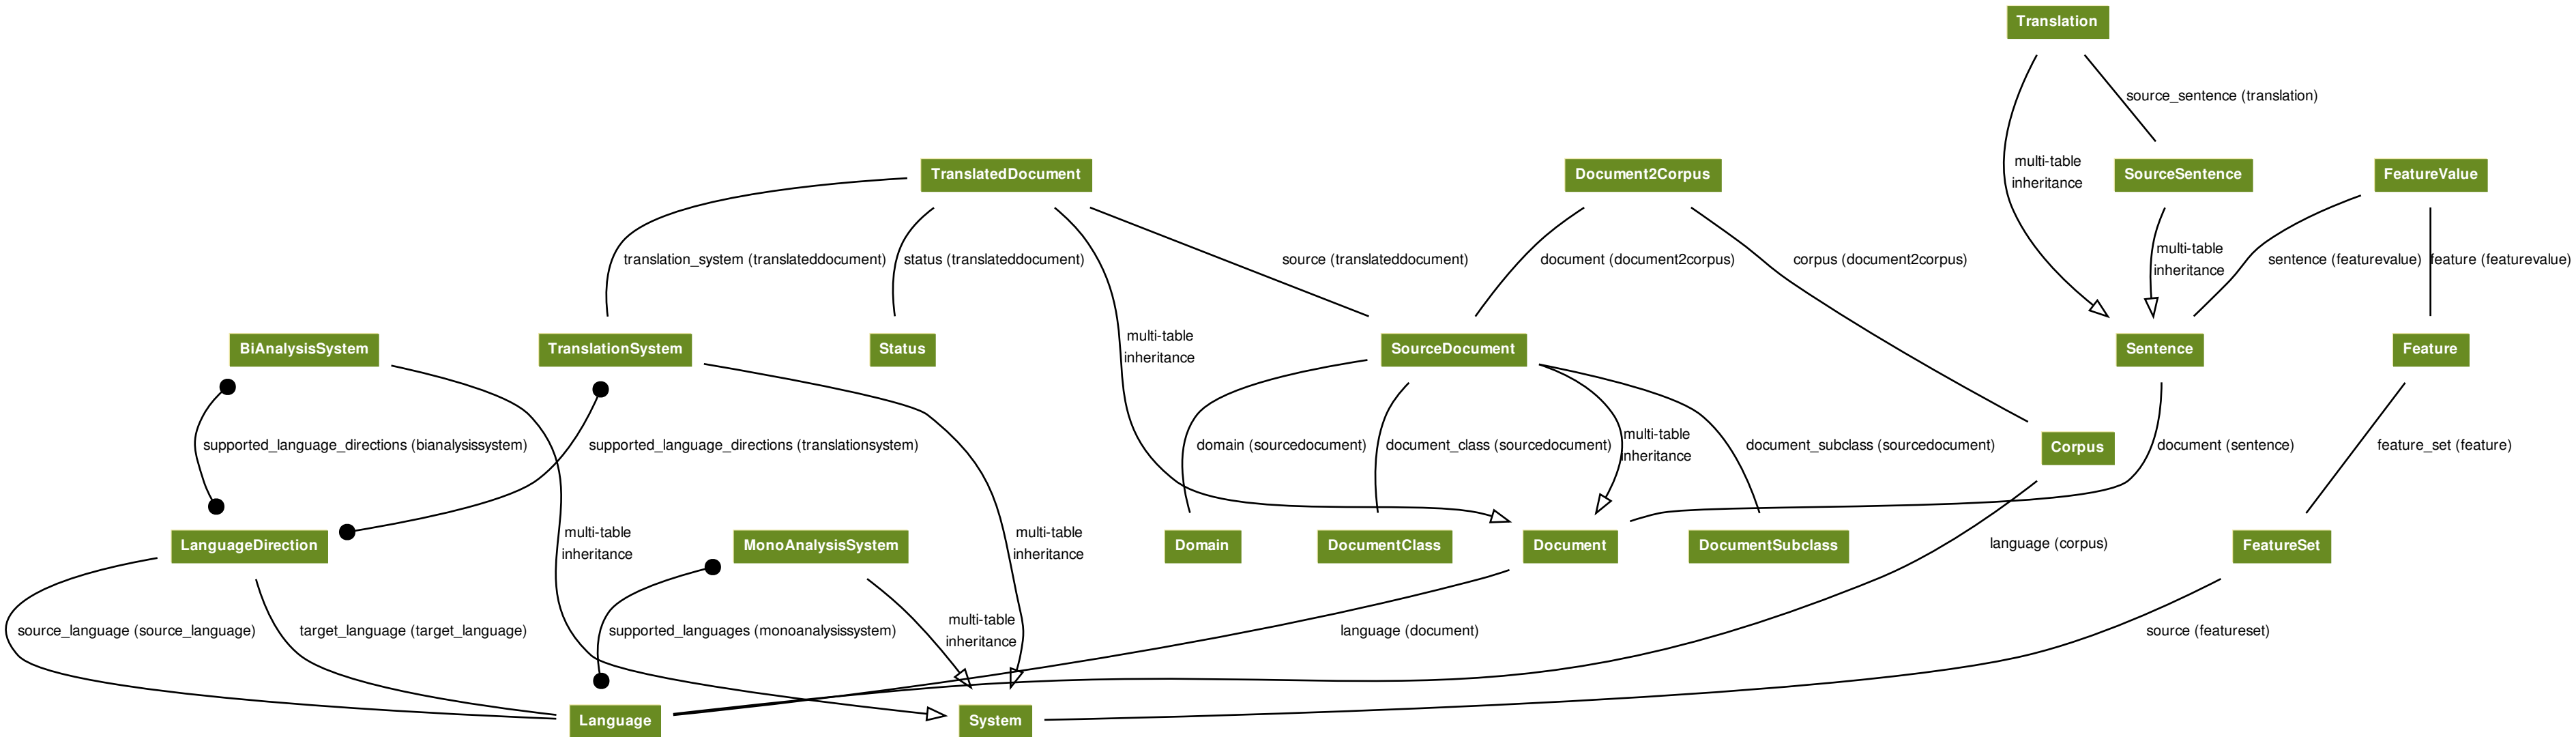 Translation
source_sentence (translation)
multi-table
inheritance
TranslatedDocument
Document2Corpus
SourceSentence
FeatureValue
translation_system (translateddocument)
status (translateddocument)
source (translateddocument)
document (document2corpus)
corpus (document2corpus)
multi-table
inheritance
sentence (featurevalue)
feature (featurevalue)
multi-table
inheritance
BiAnalysisSystem
TranslationSystem
Status
SourceDocument
Sentence
Feature
supported_language_directions (bianalysissystem)
supported_language_directions (translationsystem)
domain (sourcedocument)
document_class (sourcedocument)
multi-table
inheritance
document_subclass (sourcedocument)
Corpus
document (sentence)
feature_set (feature)
multi-table
inheritance
multi-table
inheritance
LanguageDirection
MonoAnalysisSystem
Domain
DocumentClass
Document
DocumentSubclass
language (corpus)
FeatureSet
source_language (source_language)
target_language (target_language)
supported_languages (monoanalysissystem)
multi-table
inheritance
language (document)
source (featureset)
Language
System